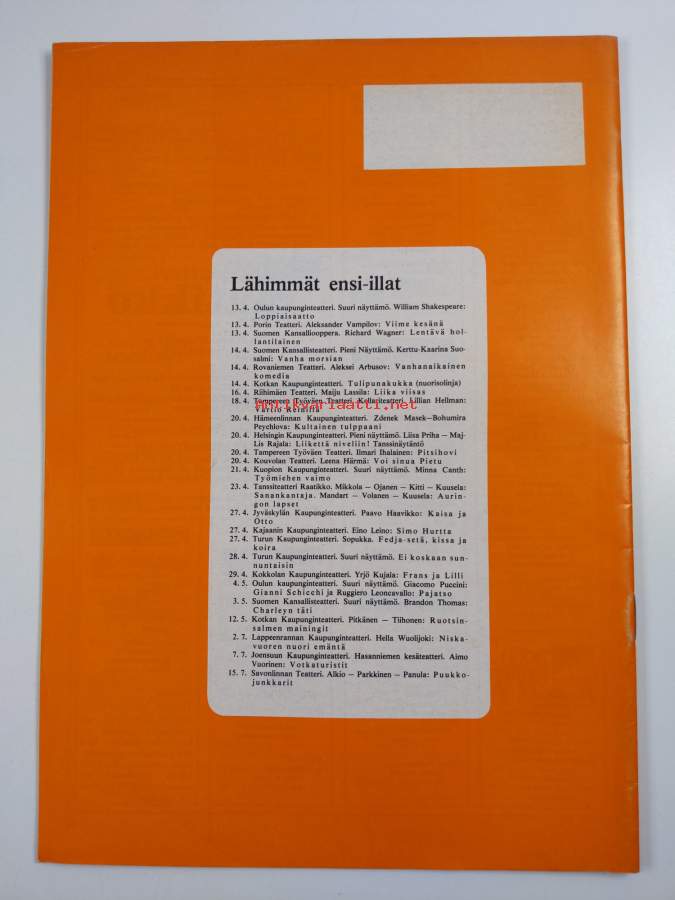 Lähimmät ensi-illat
13. 4. Oulun kaupunginteatteri. Suuri näyttämö. William Shakespeare:
Loppiaisaatto
13. 4. Porin Teatteri. Aleksander Vampilov: Viime kesänä
13. 4. Suomen Kansallisooppera. Richard Wagner: Lentävä hol-
lantilainen
14. 4. Suomen Kansallisteatteri. Pieni Näyttämö. Kerttu-Kaarina Suo-
salmi: Vanha morsian
14. 4. Rovaniemen Teatteri. Aleksei Arbusov: Vanhanaikainen
komedia
14. 4. Kotkan Kaupunginteatteri. Tulipunakukka (nuorisolinja)
16. 4. Riihimäen Teatteri. Maiju Lassila: Liika viisas
18. 4. Tampereen Työväen Teatteri. Kellariteatteri. Lillian Hellman:
Vartio Reinillä
antikvariaatti.net
20. 4. Hämeenlinnan Kaupunginteatteri. Zdenek Masek—Bohumira
Peychlova: Kultainen tulppaani
20. 4. Helsingin Kaupunginteatteri. Pieni näyttämö. Liisa Priha — Maj-
Lis Rajala: Liikettä niveliin! Tanssinäytäntö
20. 4. Tampereen Työväen Teatteri. Ilmari Ihalainen: Pitsihovi
20. 4. Kouvolan Teatteri. Leena Härmä: Voi sinua Pietu
21. 4. Kuopion Kaupunginteatteri. Suuri näyttämö. Minna Canth:
Työmiehen vaimo
23. 4. Tanssiteatteri Raatikko. Mikkola — Ojanen — Kitti — Kuusela:
Sanankantaja. Mandart — Volanen — Kuusela: Aurin-
gon lapset
27. 4. Jyväskylän Kaupunginteatteri. Paavo Haavikko: Kaisa ja
Otto
27. 4. Kajaanin Kaupunginteatteri. Eino Leino: Simo Hurtta
27. 4. Turun Kaupunginteatteri. Sopukka. Fedja-setä, kissa ja
koira
28. 4. Turun Kaupunginteatteri. Suuri näyttämö. Ei koskaan sun-
nuntaisin
29. 4. Kokkolan Kaupunginteatteri. Yrjö Kujala: Frans ja Lilli
4. 5. Oulun kaupunginteatteri. Suuri näyttämö. Giacomo Puccini:
Gianni Schicchi ja Ruggiero Leoncavallo: Pajatso
3. 5. Suomen Kansallisteatteri. Suuri näyttämö. Brandon Thomas:
Charleyn täti
12. 5. Kotkan Kaupunginteatteri. Pitkänen — Tiihonen: Ruotsin-
salmen mainingit
2. 7. Lappeenrannan Kaupunginteatteri. Hella Wuolijoki: Niska-
vuoren nuori emäntä
7. 7. Joensuun Kaupunginteatteri. Hasanniemen kesäteatteri. Aimo
Vuorinen: Votkaturistit
15. 7. Savonlinnan Teatteri. Alkio — Parkkinen — Panula: Puukko-
junkkarit